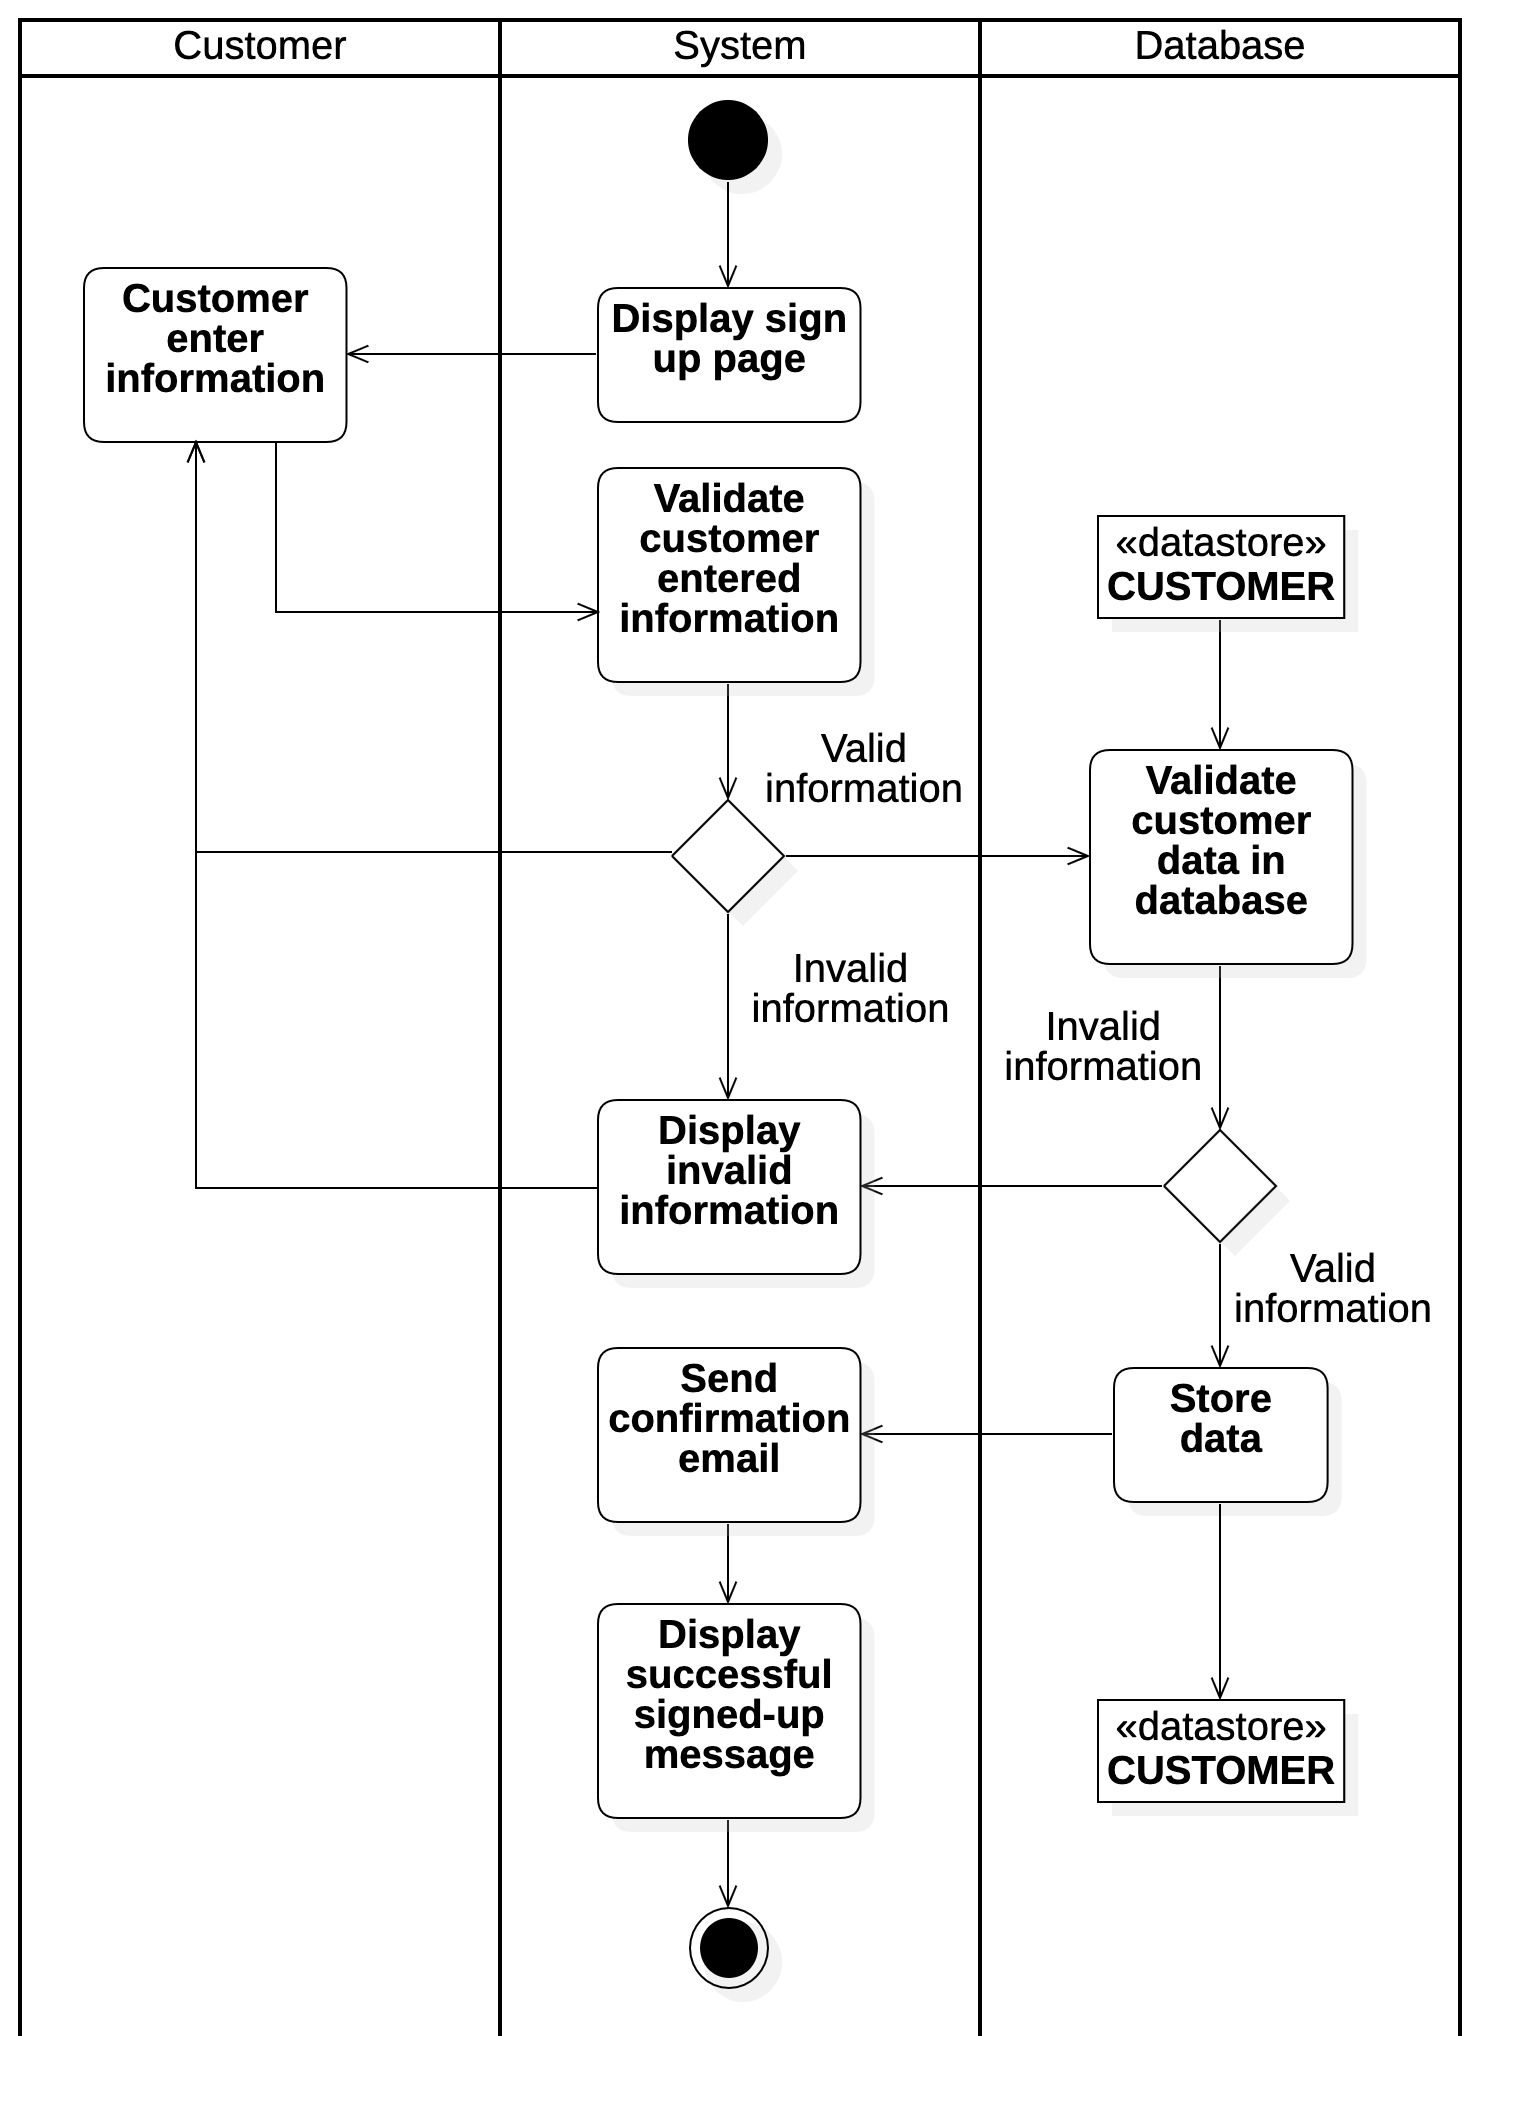 Customer
System
Database
Customer
enter
information
Display sign
up page
Validate
customer
entered
information
«datastore»
CUSTOMER
Valid
information
Validate
customer
data in
database
Invalid
information
Invalid
information
Display
invalid
information
Valid
information
Send
confirmation
email
Store
data
Display
successful
signed-up
message
«datastore»
CUSTOMER